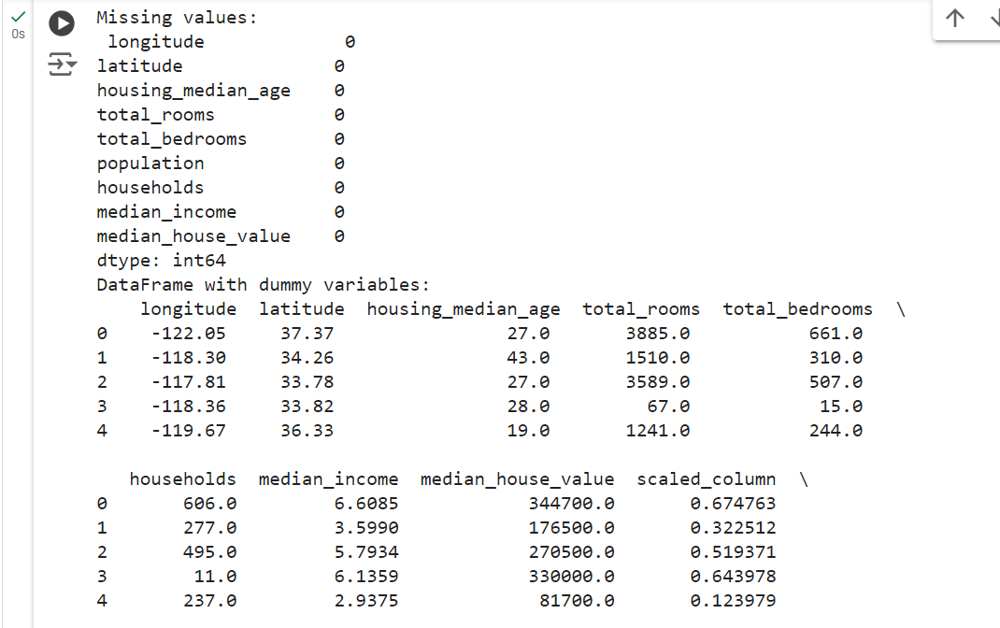 Missing values:
 longitude             0
latitude              0
housing_median_age    0
total_rooms           0
total_bedrooms        0
population            0
households            0
median_income         0
median_house_value    0
dtype: int64
DataFrame with dummy variables:
    longitude  latitude  housing_median_age  total_rooms  total_bedrooms  \
0    -122.05     37.37                27.0       3885.0           661.0
1    -118.30     34.26                43.0       1510.0           310.0
2    -117.81     33.78                27.0       3589.0           507.0
3    -118.36     33.82                28.0         67.0            15.0
4    -119.67     36.33                19.0       1241.0           244.0

   households  median_income  median_house_value  scaled_column  \
0       606.0         6.6085            344700.0       0.674763
1       277.0         3.5990            176500.0       0.322512
2       495.0         5.7934            270500.0       0.519371
3        11.0         6.1359            330000.0       0.643978
4       237.0         2.9375             81700.0       0.123979
0s